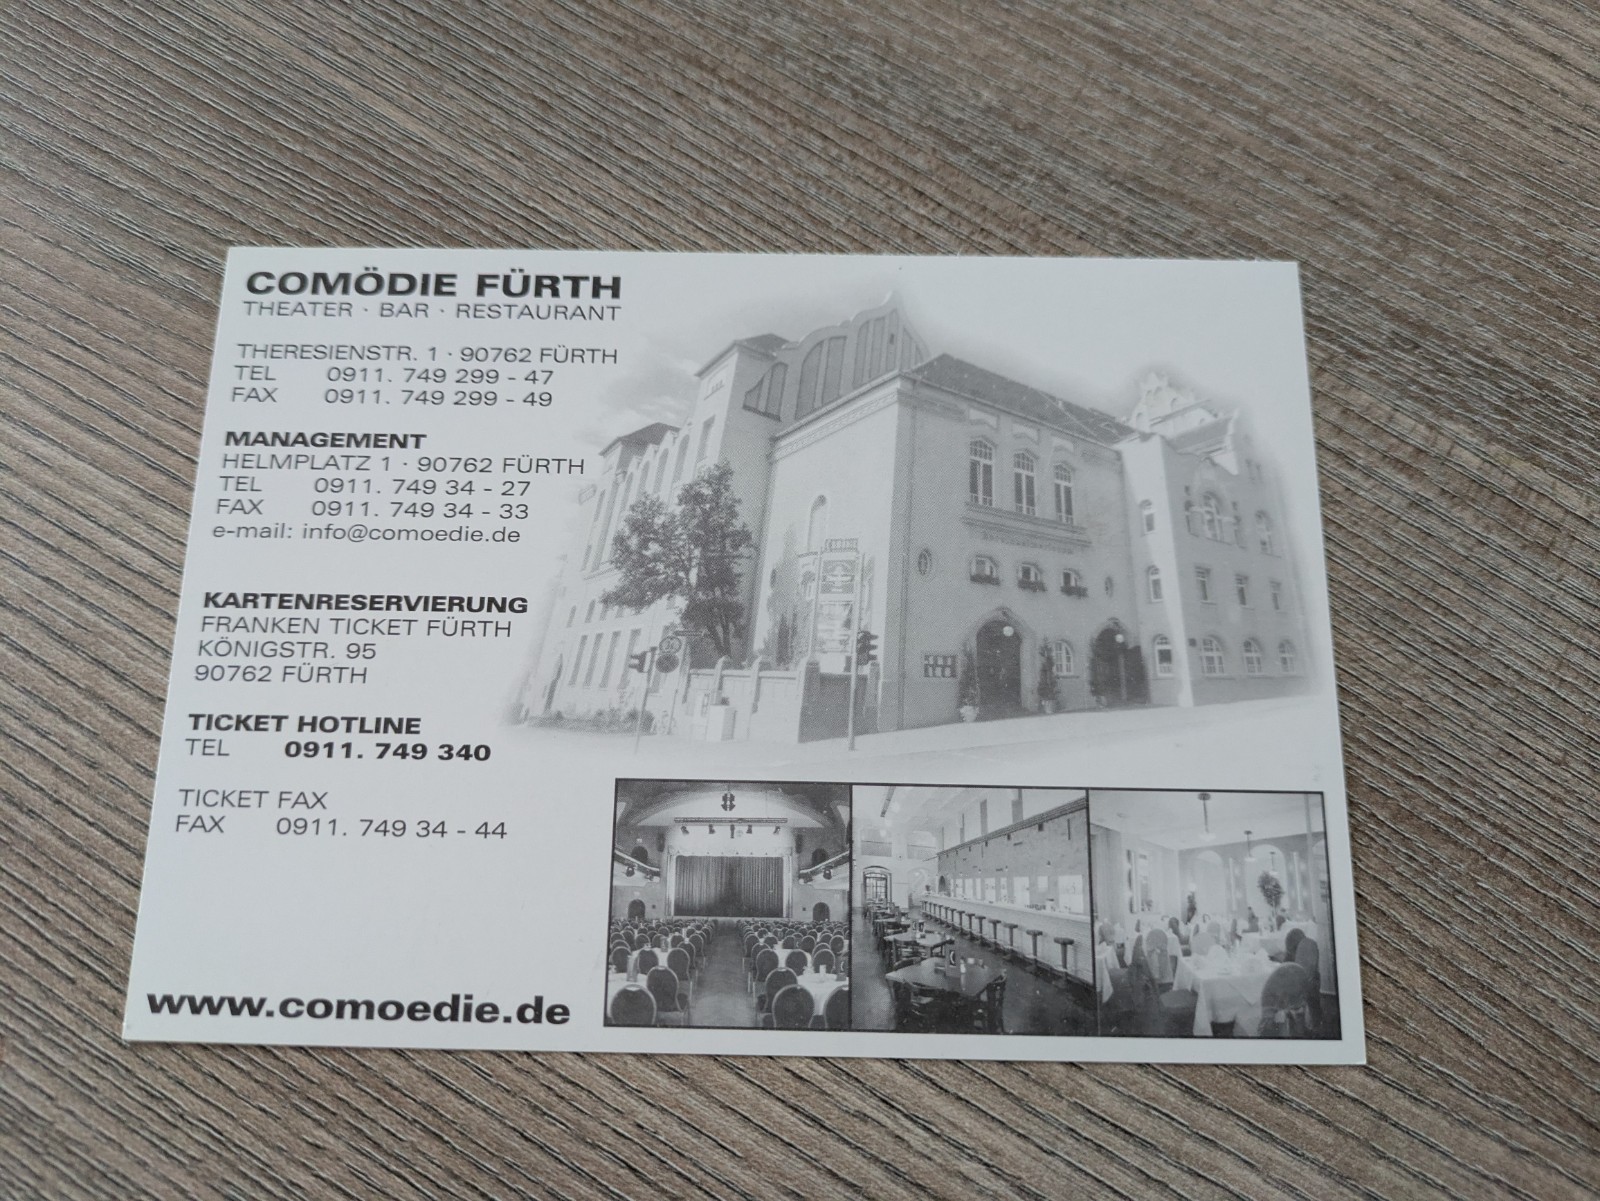 COMÖDIE FÜRTH
THEATER · BAR · RESTAURANT
THERESIENSTR. 1 · 90762 FÜRTH
TEL 0911. 749 299 - 47
FAX 0911. 749 299 - 49
MANAGEMENT
HELMPLATZ 1 · 90762 FÜRTH
TEL 0911. 749 34 - 27
FAX 0911. 749 34 - 33
e-mail: info@comoedie.de
KARTENRESERVIERUNG
FRANKEN TICKET FÜRTH
KÖNIGSTR. 95
90762 FÜRTH
TICKET HOTLINE
TEL 0911. 749 340
TICKET FAX
FAX 0911. 749 34 - 44
www.comoedie.de